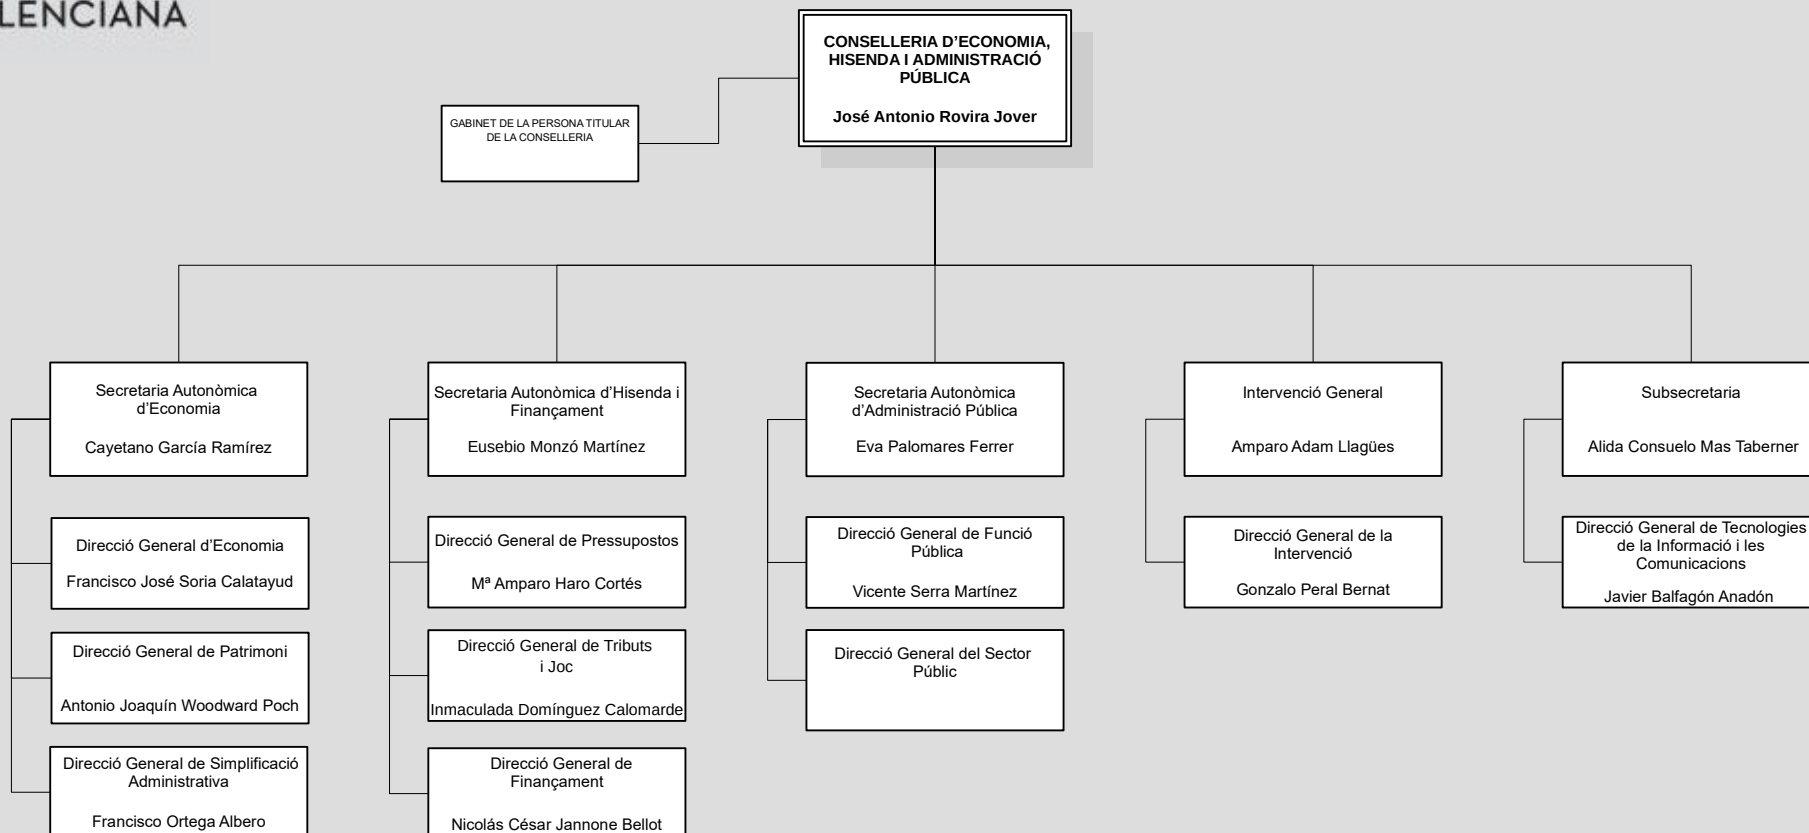 LENCIANA
CONSELLERIA D'ECONOMIA,
HISENDA I ADMINISTRACIÓ
PÚBLICA
José Antonio Rovira Jover
GABINET DE LA PERSONA TITULAR
DE LA CONSELLERIA
Secretaria Autonòmica
d'Economia
Cayetano García Ramírez
Direcció General d'Economia
Francisco José Soria Calatayud
Direcció General de Patrimoni
Antonio Joaquín Woodward Poch
Direcció General de Simplificació
Administrativa
Francisco Ortega Albero
Secretaria Autonòmica d'Hisenda i
Finançament
Eusebio Monzó Martínez
Direcció General de Pressupostos
Mª Amparo Haro Cortés
Direcció General de Tributs
i Joc
Inmaculada Domínguez Calomarde
Direcció General de
Finançament
Nicolás César Jannone Bellot
Secretaria Autonòmica
d'Administració Pública
Eva Palomares Ferrer
Direcció General de Funció
Pública
Vicente Serra Martínez
Direcció General del Sector
Públic
Intervenció General
Amparo Adam Llagües
Direcció General de la
Intervenció
Gonzalo Peral Bernat
Subsecretaria
Alida Consuelo Mas Taberner
Direcció General de Tecnologies
de la Informació i les
Comunicacions
Javier Balfagón Anadón